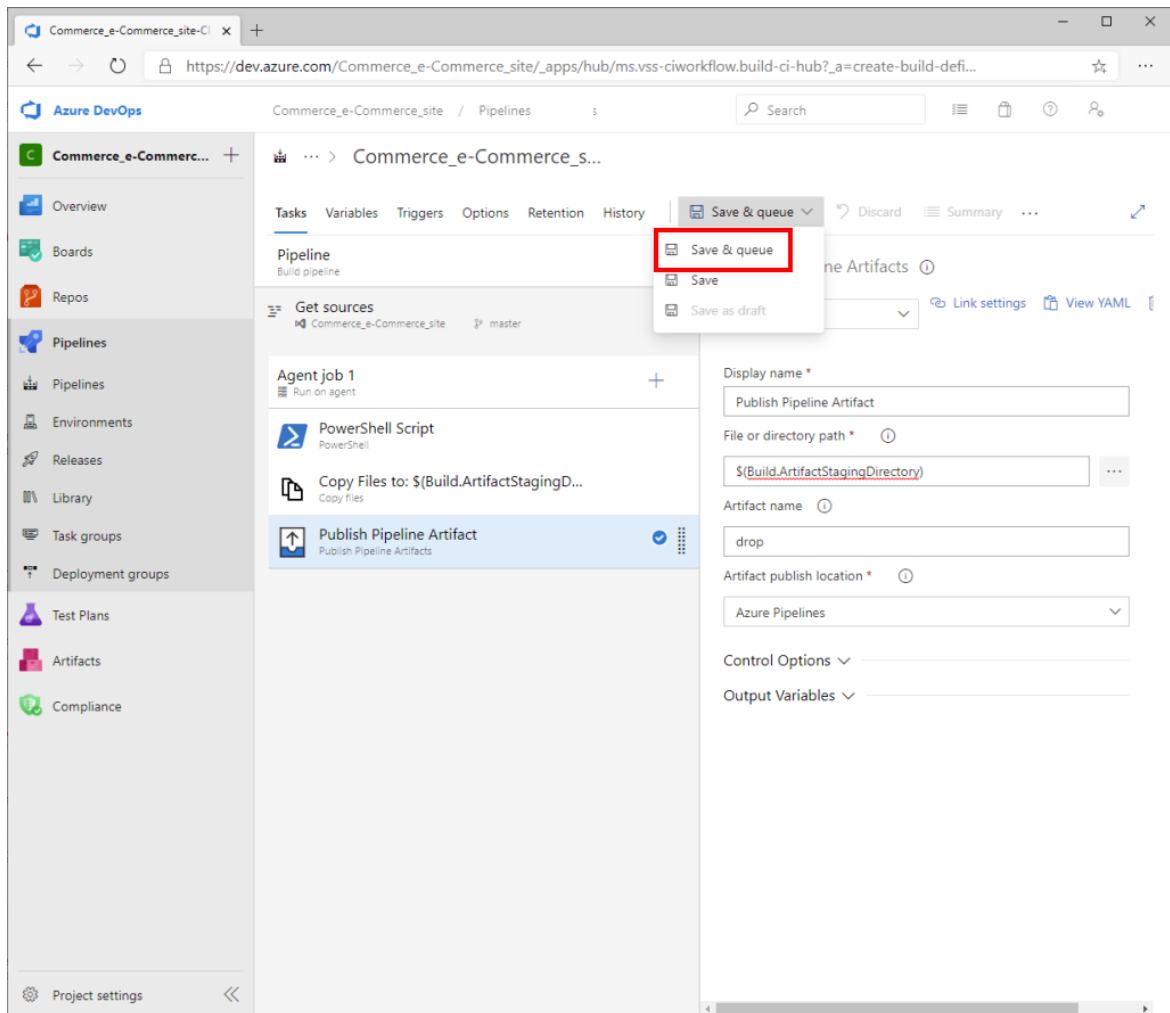 Commerce_e-Commerce_site-CI
https://dev.azure.com/Commerce_e-Commerce_site/_apps/hub/ms.vss-ciworkflow.build-ci-hub?_a=create-build-defi...
Azure DevOps
Commerce_e-Commerce_site / Pipelines s
Search
C Commerce_e-Commerc...
... > Commerce_e-Commerce_s...
Overview
Boards
Repos
Pipelines
Pipelines
Environments
Releases
Library
Task groups
Deployment groups
Test Plans
Artifacts
Compliance
Project settings
Tasks Variables Triggers Options Retention History
Save & queue Discard Summary ...
Save & queue
Save
Save as draft
Pipeline
Build pipeline
Get sources
Commerce_e-Commerce_site master
Agent job 1
Run on agent
PowerShell Script
PowerShell
Copy Files to: $(Build.ArtifactStagingD...
Copy files
Publish Pipeline Artifact
Publish Pipeline Artifacts
ne Artifacts
Link settings View YAML
Display name *
Publish Pipeline Artifact
File or directory path *
$(Build.ArtifactStagingDirectory)
Artifact name
drop
Artifact publish location *
Azure Pipelines
Control Options
Output Variables